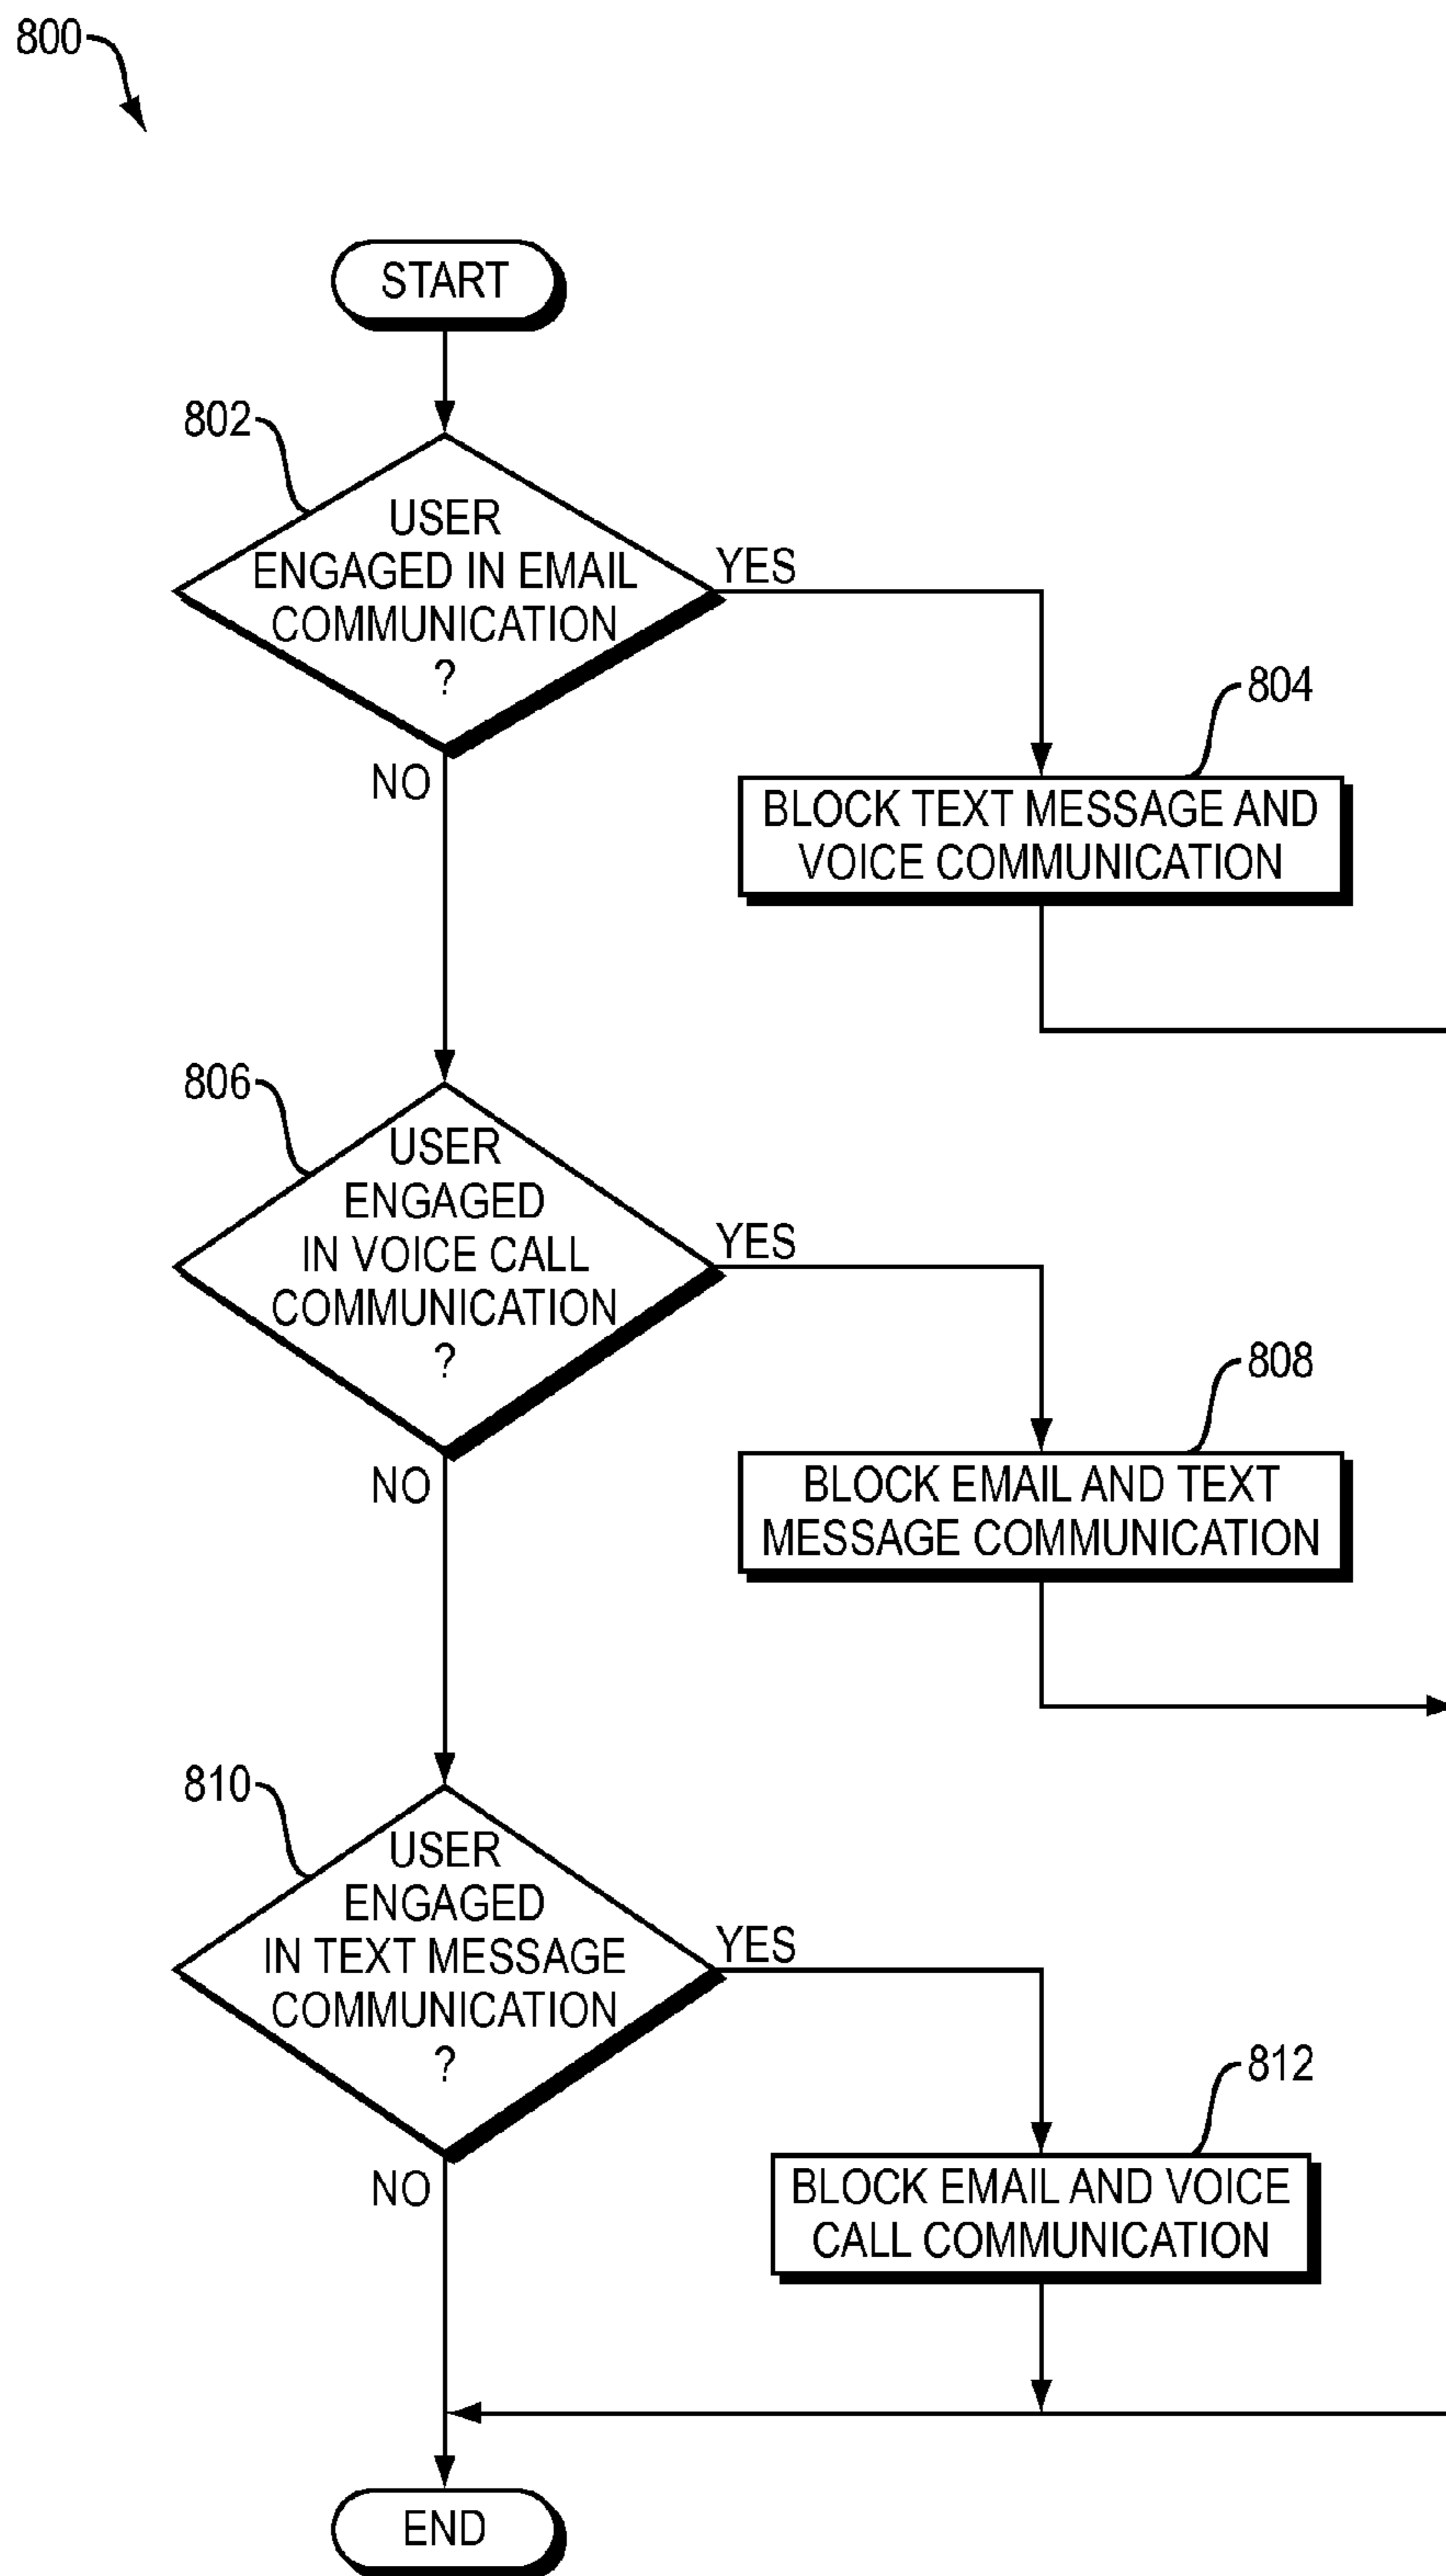 800
START
802
USER
ENGAGED IN EMAIL
COMMUNICATION
?
YES
NO
804
BLOCK TEXT MESSAGE AND
VOICE COMMUNICATION
806
USER
ENGAGED
IN VOICE CALL
COMMUNICATION
?
YES
NO
808
BLOCK EMAIL AND TEXT
MESSAGE COMMUNICATION
810
USER
ENGAGED
IN TEXT MESSAGE
COMMUNICATION
?
YES
NO
812
BLOCK EMAIL AND VOICE
CALL COMMUNICATION
END